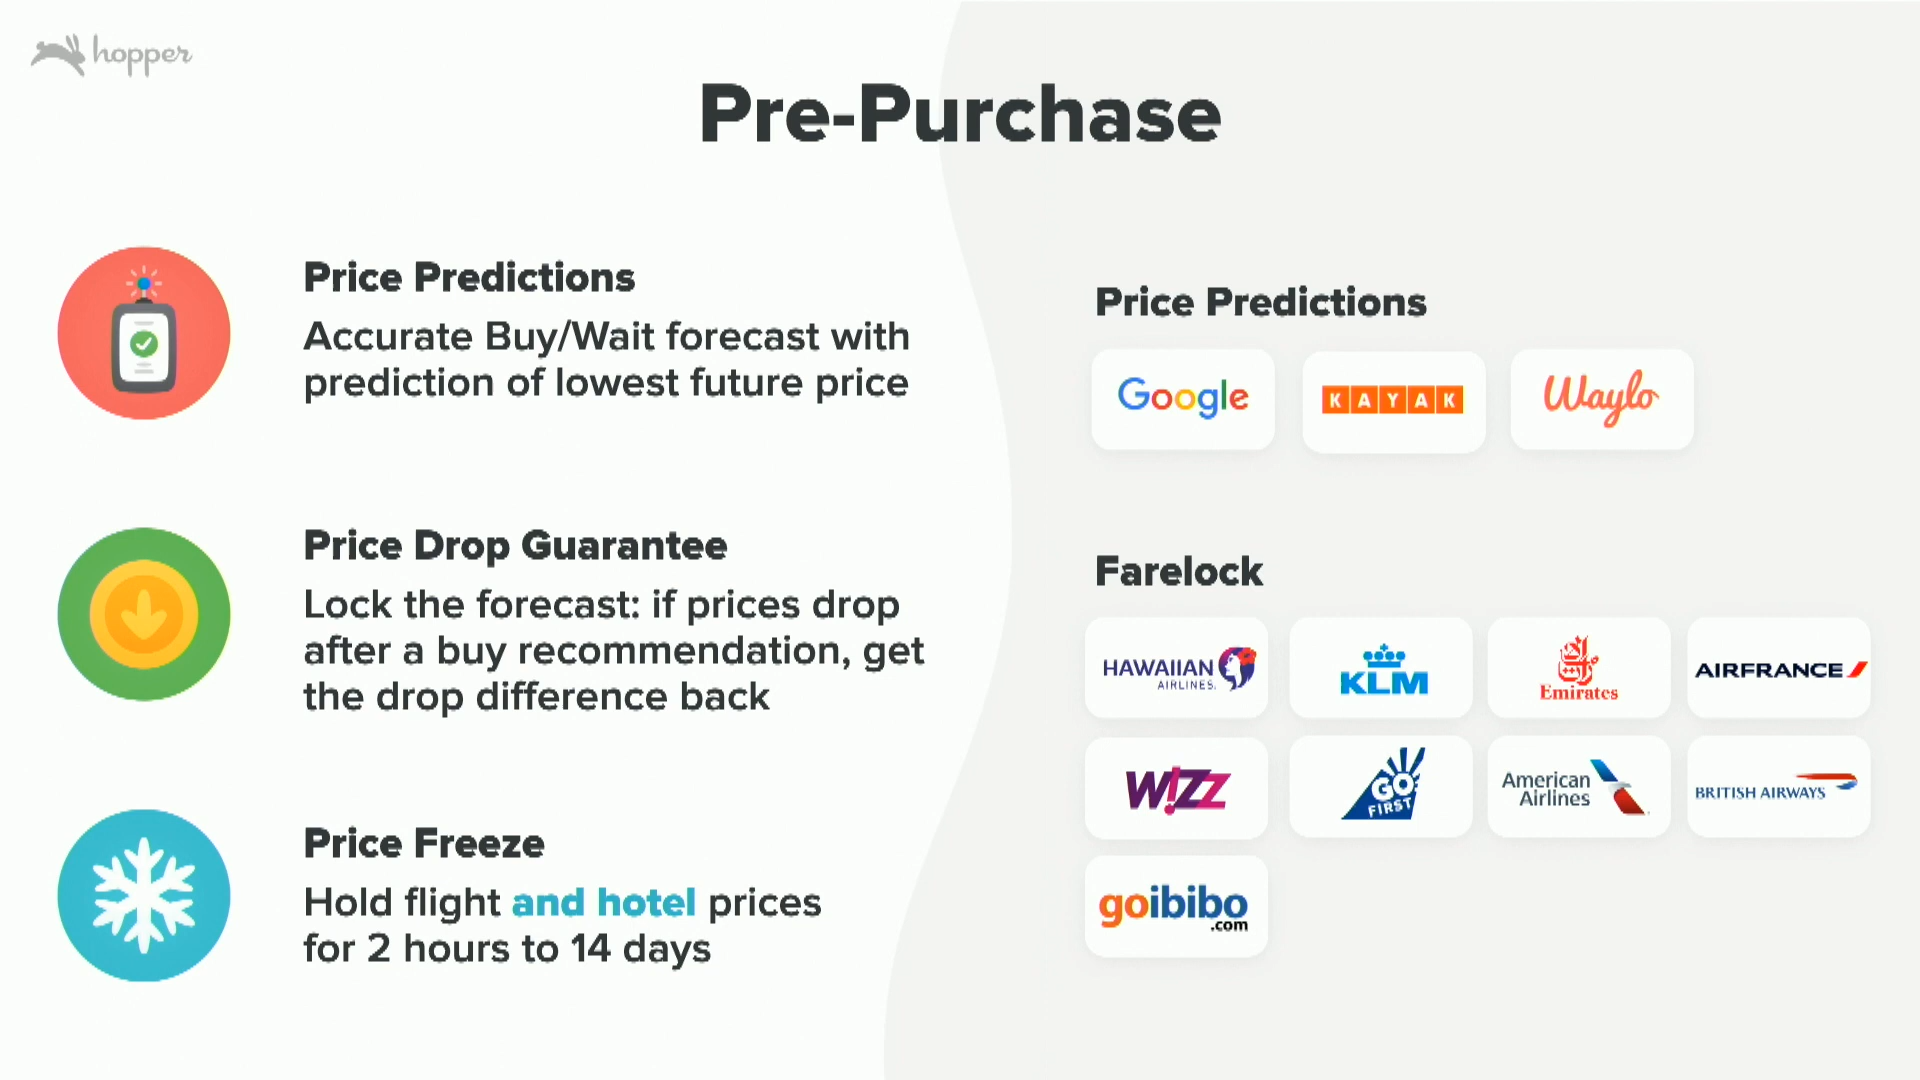 hopper
Pre-Purchase
Price Predictions
Accurate Buy/Wait forecast with
prediction of lowest future price
Price Drop Guarantee
Lock the forecast: if prices drop
after a buy recommendation, get
the drop difference back
Price Freeze
Hold flight and hotel prices
for 2 hours to 14 days
Price Predictions
Google
KAYAK
Waylo
Farelock
HAWAIIAN
AIRLINES.
KLM
Emirates
AIRFRANCE
WIZZ
GO
FIRST
American
Airlines
BRITISH AIRWAYS
goibibo
.com